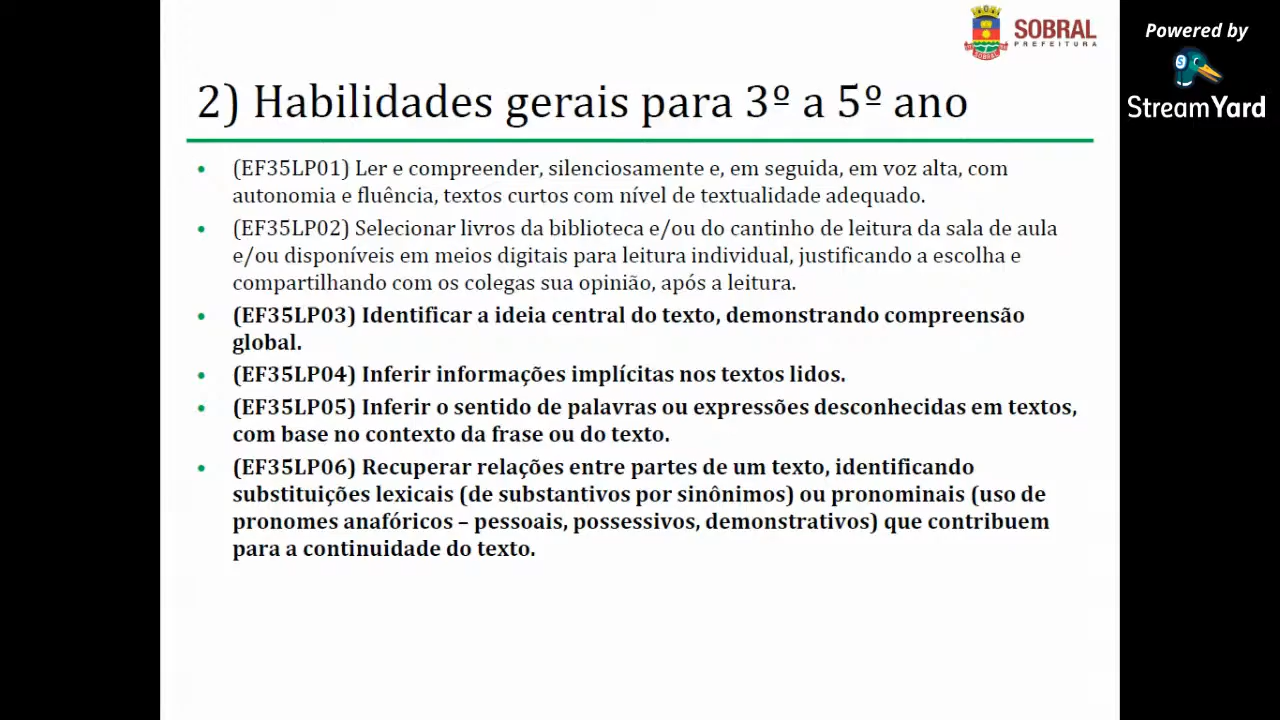 SOBRAL
PREFEITURA
SOBRAL
Powered by
StreamYard
2) Habilidades gerais para 3º a 5º ano
• (EF35LP01) Ler e compreender, silenciosamente e, em seguida, em voz alta, com
autonomia e fluência, textos curtos com nível de textualidade adequado.
• (EF35LP02) Selecionar livros da biblioteca e/ou do cantinho de leitura da sala de aula
e/ou disponíveis em meios digitais para leitura individual, justificando a escolha e
compartilhando com os colegas sua opinião, após a leitura.
• (EF35LP03) Identificar a ideia central do texto, demonstrando compreensão
global.
• (EF35LP04) Inferir informações implícitas nos textos lidos.
• (EF35LP05) Inferir o sentido de palavras ou expressões desconhecidas em textos,
com base no contexto da frase ou do texto.
• (EF35LP06) Recuperar relações entre partes de um texto, identificando
substituições lexicais (de substantivos por sinônimos) ou pronominais (uso de
pronomes anafóricos – pessoais, possessivos, demonstrativos) que contribuem
para a continuidade do texto.